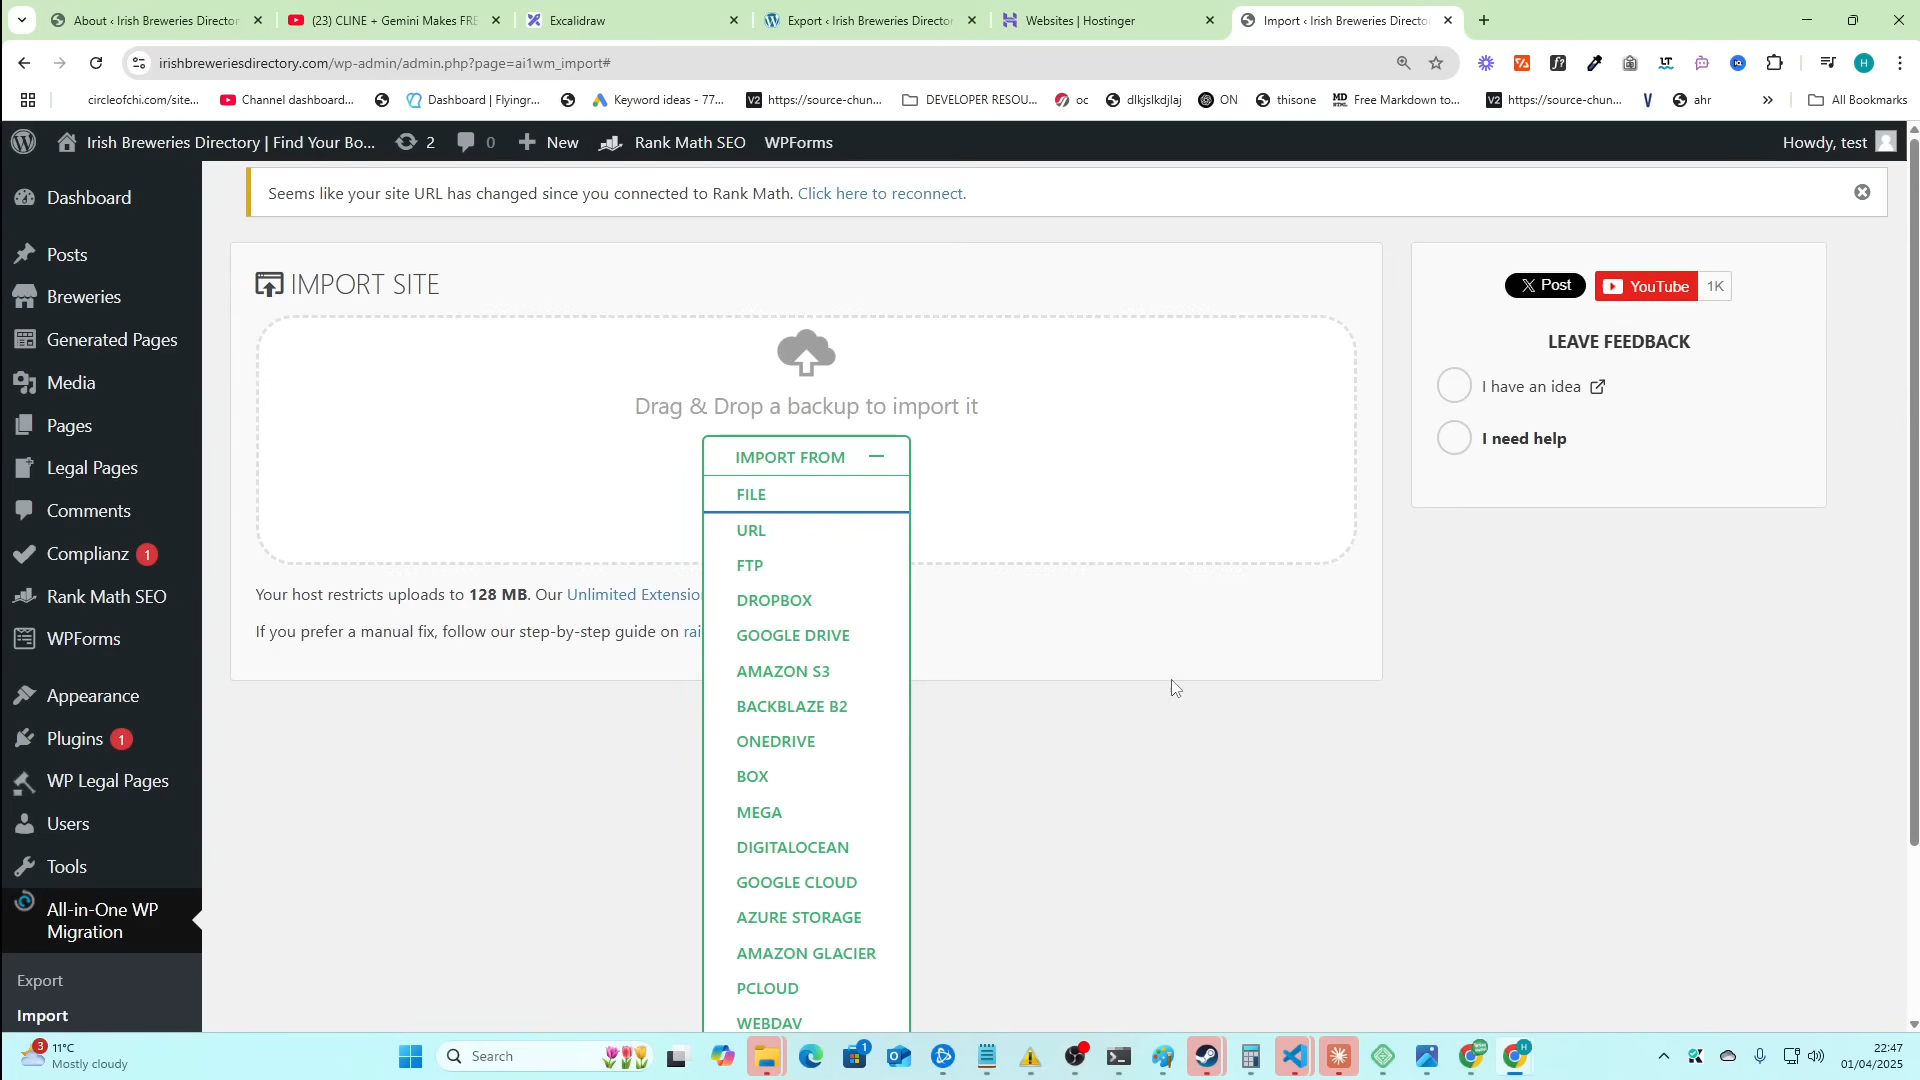 About ‹ Irish Breweries Director
(23) CLINE + Gemini Makes FRE
Excalidraw
Export ‹ Irish Breweries Director
Websites | Hostinger
Import ‹ Irish Breweries Directo
irishbreweriesdirectory.com/wp-admin/admin.php?page=ai1wm_import#
H
circleofchi.com/site...
Channel dashboard...
Dashboard | Flyingr...
Keyword ideas - 77...
V2
https://source-chun...
DEVELOPER RESOU...
oc
dlkjslkdjlaj
ON
thisone
MD
Free Markdown to...
V2
https://source-chun...
V
ahr
»
All Bookmarks
Irish Breweries Directory | Find Your Bo...
2
0
New
Rank Math SEO
WPForms
Howdy, test
Dashboard
Posts
Breweries
Generated Pages
Media
Pages
Legal Pages
Comments
Complianz 1
Rank Math SEO
WPForms
Appearance
Plugins 1
WP Legal Pages
Users
Tools
All-in-One WP
Migration
Export
Import
Seems like your site URL has changed since you connected to Rank Math. Click here to reconnect.
IMPORT SITE
Drag & Drop a backup to import it
IMPORT FROM
FILE
URL
FTP
DROPBOX
GOOGLE DRIVE
AMAZON S3
BACKBLAZE B2
ONEDRIVE
BOX
MEGA
DIGITALOCEAN
GOOGLE CLOUD
AZURE STORAGE
AMAZON GLACIER
PCLOUD
WEBDAV
Your host restricts uploads to 128 MB. Our Unlimited Extensio
If you prefer a manual fix, follow our step-by-step guide on rai
Post
YouTube
1K
LEAVE FEEDBACK
I have an idea
I need help
3
11°C
Mostly cloudy
Search
1
H
22:47
01/04/2025